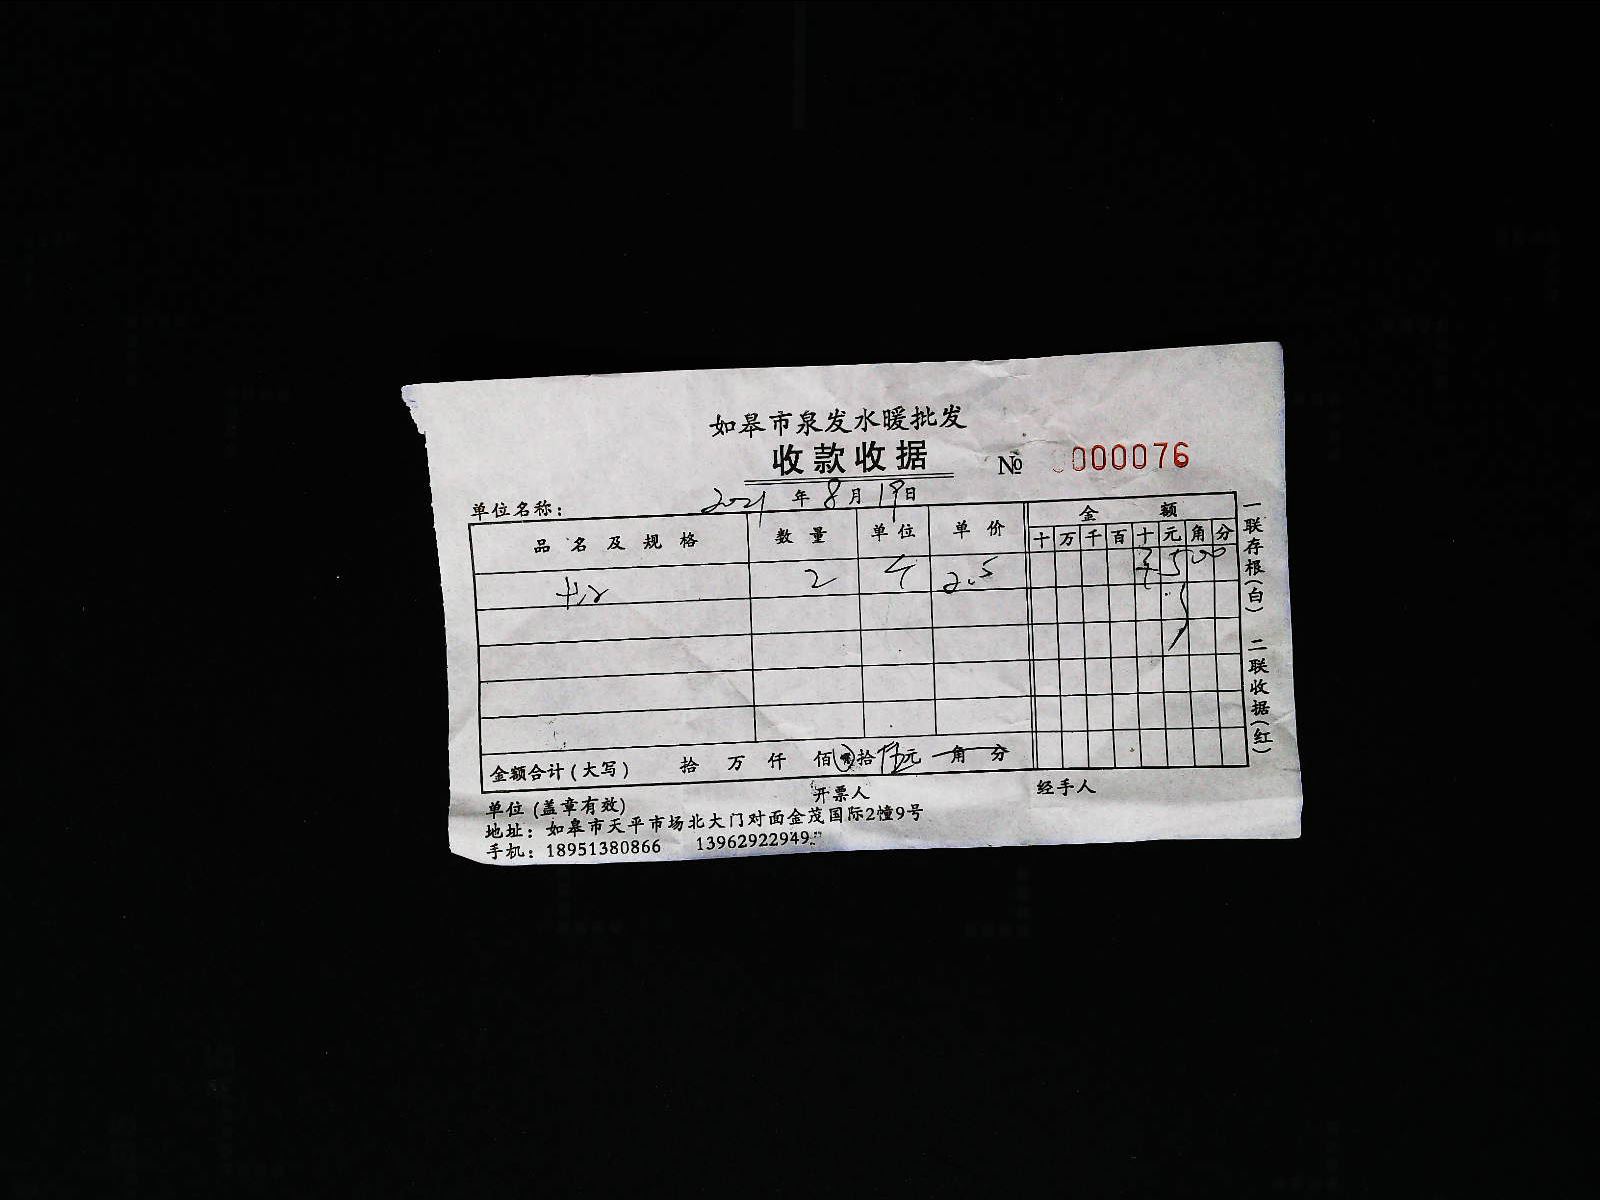 如皋市泉发水暖批发
收款收据 № 0000076
单位名称： 2021 年 8 月 19 日
品名及规格 数量 单位 单价 金额
十 万 千 百 十 元 角 分
2 个 2.5 5 0 0
金额合计(大写) 拾 万 仟 佰 拾 伍元 角 分
单位(盖章有效) 开票人 经手人
地址：如皋市天平市场北大门对面金茂国际2幢9号
手机：18951380866 13962922949
一联存根(白) 二联收据(红)